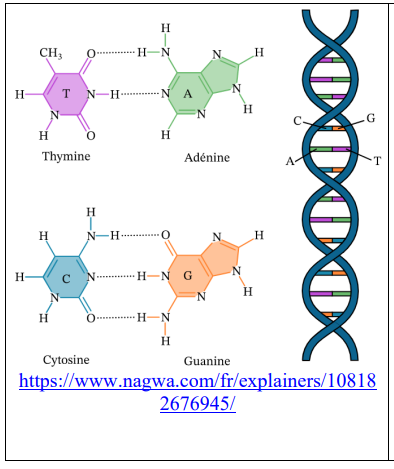 CH₃ O H N H N H
H T N H N A N H
N O H N
H
Thymine Adénine
H
H N H O N H
H C N H N G N H
N O H N N
H H
Cytosine Guanine
C G
A T
https://www.nagwa.com/fr/explainers/10818
2676945/